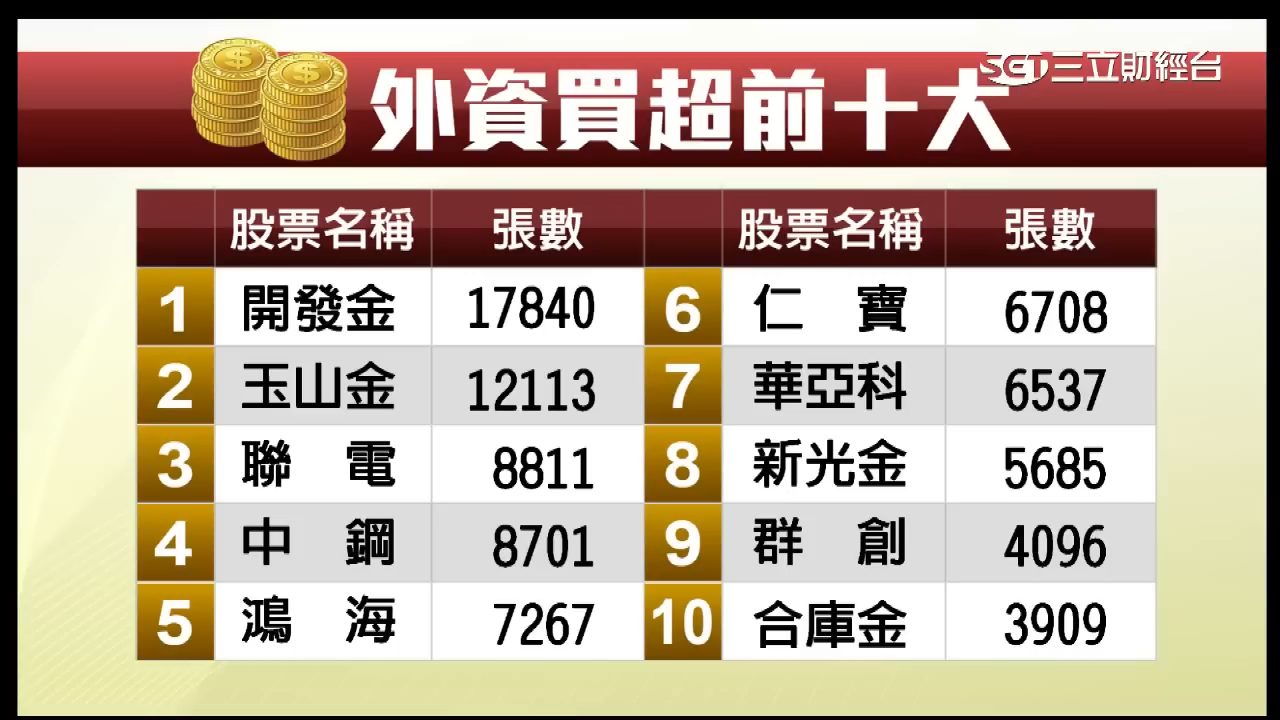 SET三立財經台
外資買超前十大
股票名稱 張數 股票名稱 張數
1 開發金 17840 6 仁 寶 6708
2 玉山金 12113 7 華亞科 6537
3 聯 電 8811 8 新光金 5685
4 中 鋼 8701 9 群 創 4096
5 鴻 海 7267 10 合庫金 3909